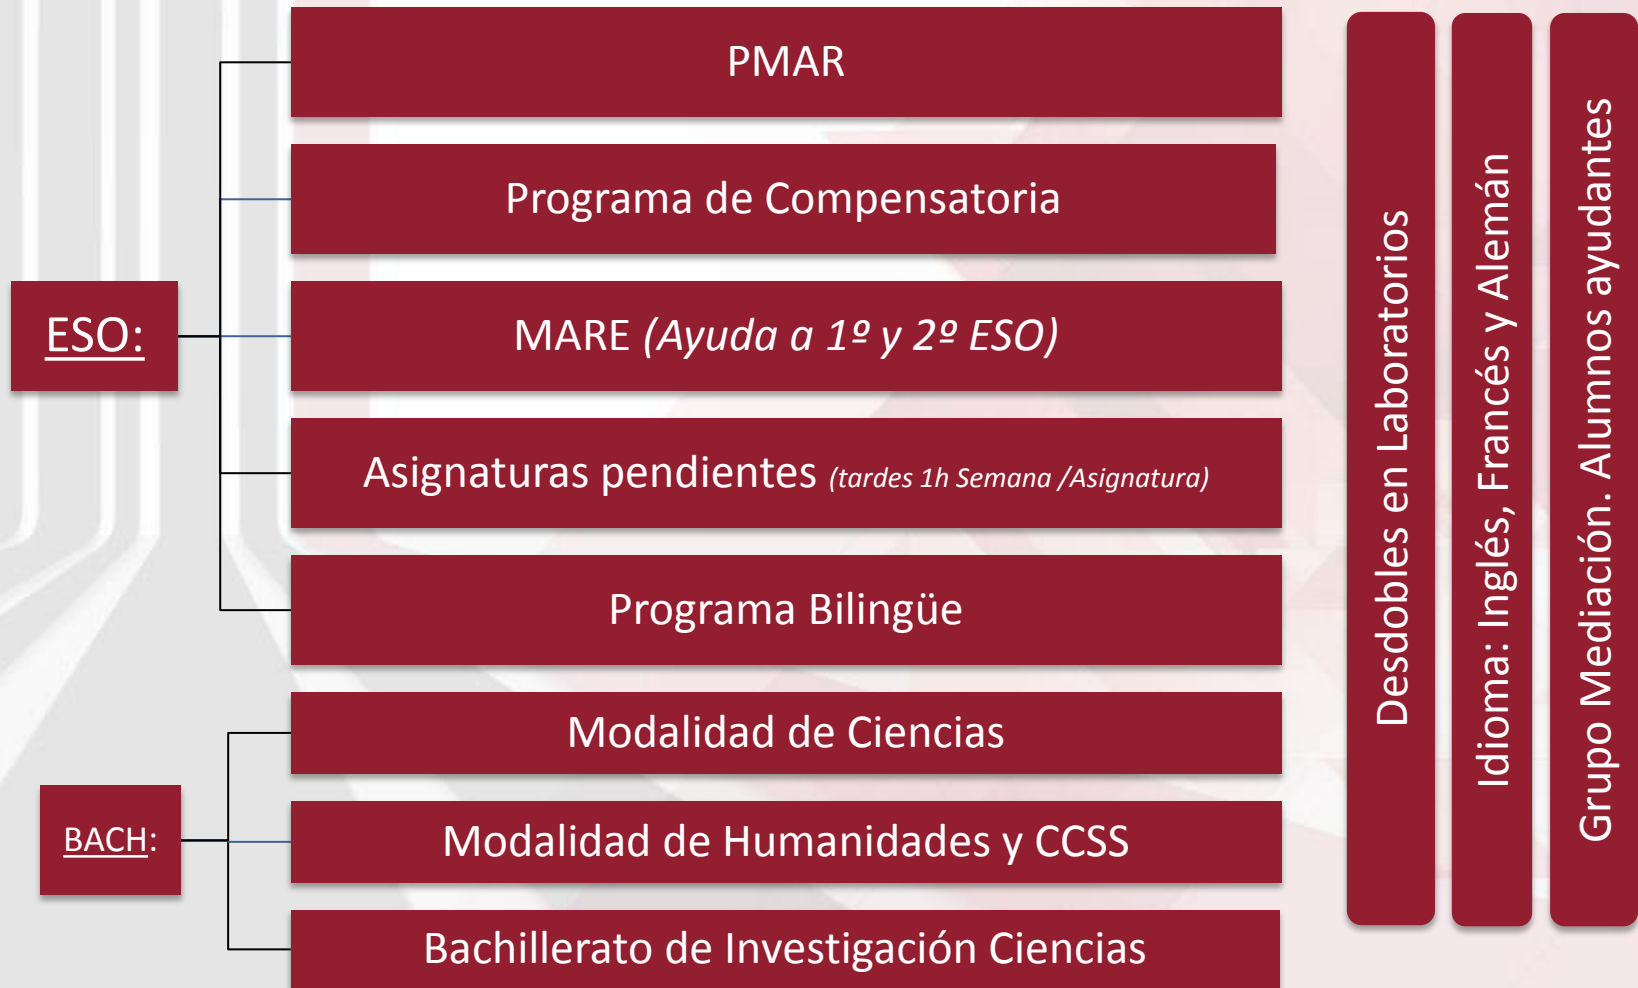 ESO:
PMAR
Programa de Compensatoria
MARE (Ayuda a 1º y 2º ESO)
Asignaturas pendientes (tardes 1h Semana /Asignatura)
Programa Bilingüe
BACH:
Modalidad de Ciencias
Modalidad de Humanidades y CCSS
Bachillerato de Investigación Ciencias
Desdobles en Laboratorios
Idioma: Inglés, Francés y Alemán
Grupo Mediación. Alumnos ayudantes